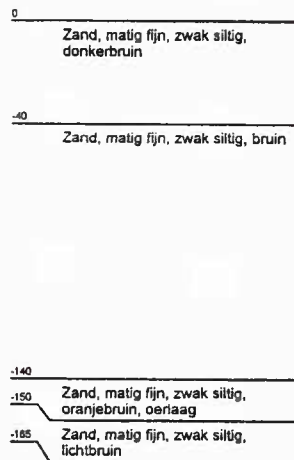 0
Zand, matig fijn, zwak siltig,
donkerbruin
-40
Zand, matig fijn, zwak siltig, bruin
-140
-150
Zand, matig fijn, zwak siltig,
oranjebruin, oerlaag
-165
Zand, matig fijn, zwak siltig,
lichtbruin